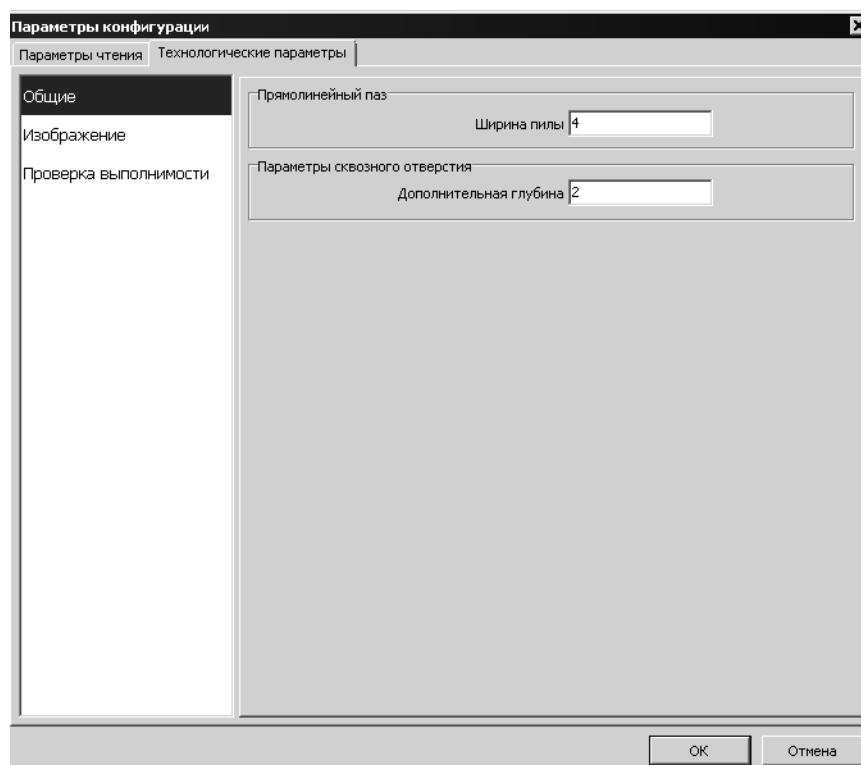 Параметры конфигурации
Параметры чтения Технологические параметры
Общие
Изображение
Проверка выполнимости
Прямолинейный паз
Ширина пилы 4
Параметры сквозного отверстия
Дополнительная глубина 2
ОК Отмена